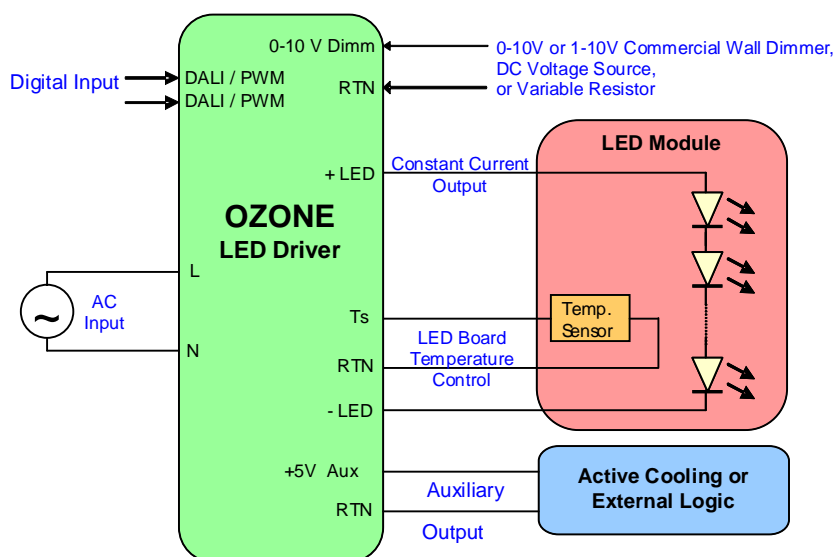 0-10 V Dimm
0-10V or 1-10V Commercial Wall Dimmer,
DC Voltage Source,
or Variable Resistor
Digital Input
DALI / PWM
DALI / PWM
RTN
LED Module
+ LED
Constant Current
Output
OZONE
LED Driver
L
AC
Input
N
Ts
Temp.
Sensor
LED Board
Temperature
Control
RTN
- LED
+5V Aux
Auxiliary
RTN
Output
Active Cooling or
External Logic
~